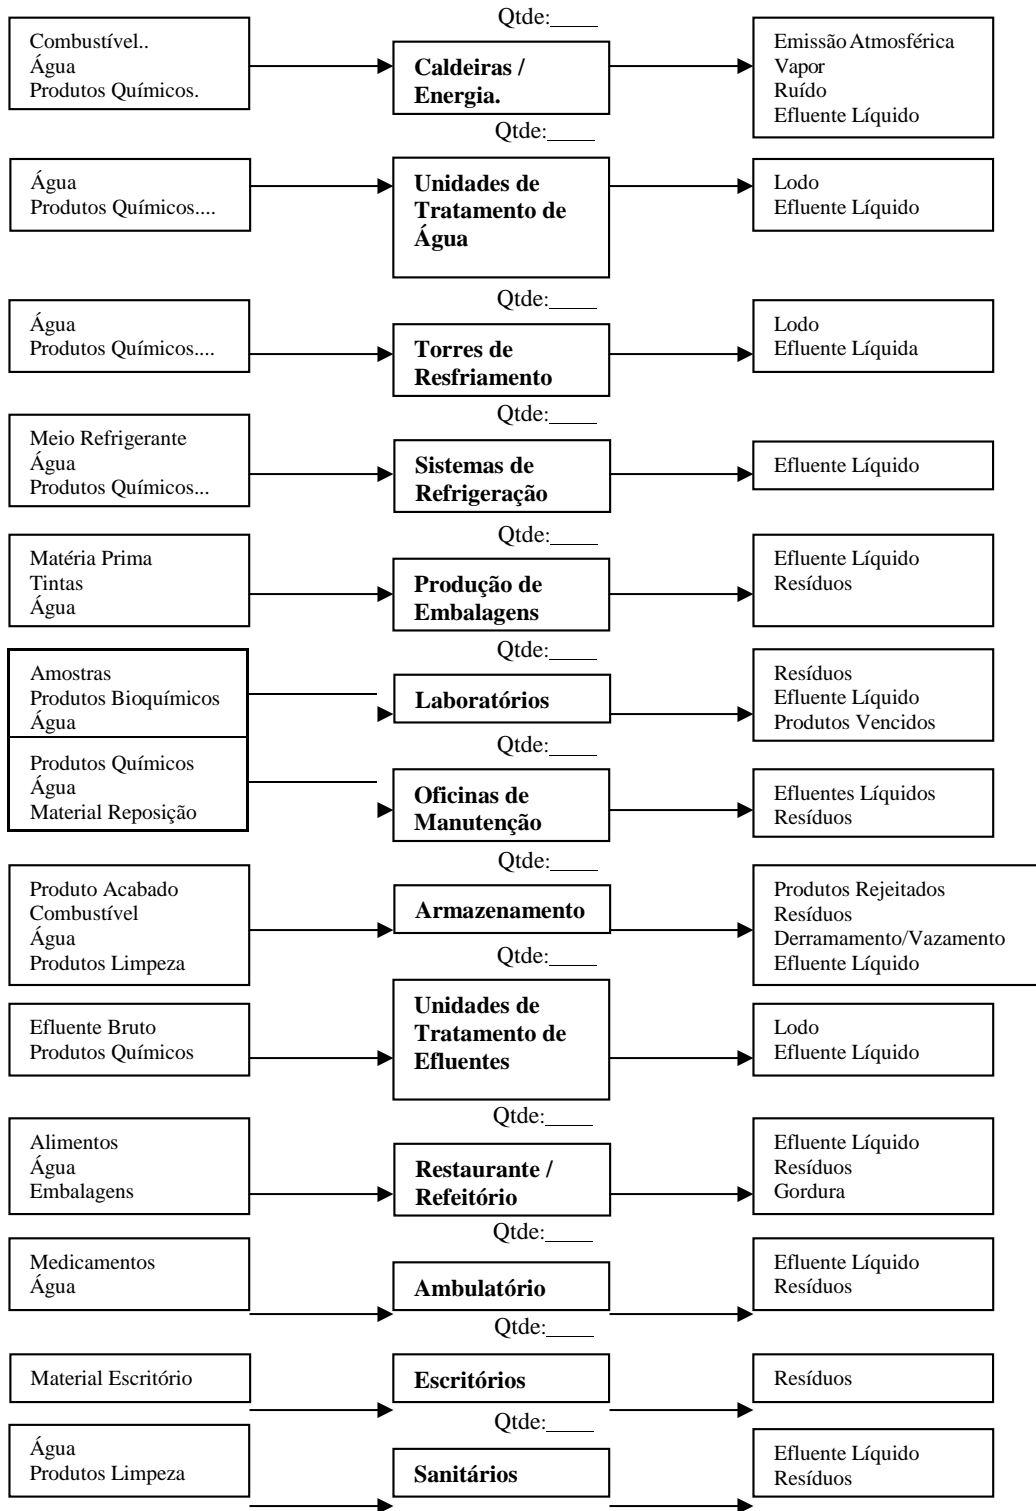 Qtde:____
Combustível..
Água
Produtos Químicos.
Caldeiras /
Energia.
Emissão Atmosférica
Vapor
Ruído
Efluente Líquido
Qtde:____
Água
Produtos Químicos....
Unidades de
Tratamento de
Água
Lodo
Efluente Líquido
Qtde:____
Água
Produtos Químicos....
Torres de
Resfriamento
Lodo
Efluente Líquida
Qtde:____
Meio Refrigerante
Água
Produtos Químicos...
Sistemas de
Refrigeração
Efluente Líquido
Qtde:____
Matéria Prima
Tintas
Água
Produção de
Embalagens
Efluente Líquido
Resíduos
Qtde:____
Amostras
Produtos Bioquímicos
Água
Laboratórios
Resíduos
Efluente Líquido
Produtos Vencidos
Qtde:____
Produtos Químicos
Água
Material Reposição
Oficinas de
Manutenção
Efluentes Líquidos
Resíduos
Qtde:____
Produto Acabado
Combustível
Água
Produtos Limpeza
Armazenamento
Produtos Rejeitados
Resíduos
Derramamento/Vazamento
Efluente Líquido
Qtde:____
Efluente Bruto
Produtos Químicos
Unidades de
Tratamento de
Efluentes
Lodo
Efluente Líquido
Qtde:____
Alimentos
Água
Embalagens
Restaurante /
Refeitório
Efluente Líquido
Resíduos
Gordura
Qtde:____
Medicamentos
Água
Ambulatório
Efluente Líquido
Resíduos
Qtde:____
Material Escritório
Escritórios
Resíduos
Qtde:____
Água
Produtos Limpeza
Sanitários
Efluente Líquido
Resíduos